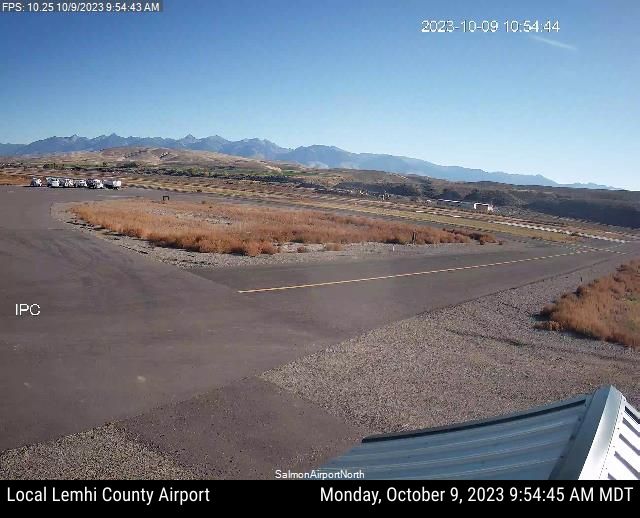 FPS: 10.25 10/9/2023 9:54:43 AM
2023-10-09 10:54:44
IPC
SalmonAirportNorth
Local Lemhi County Airport
Monday, October 9, 2023 9:54:45 AM MDT